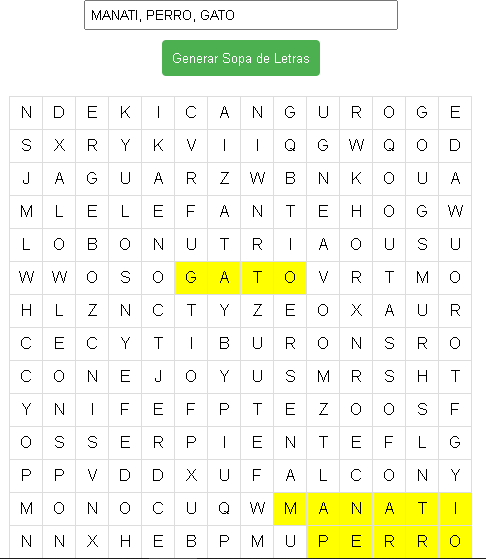 MANATI, PERRO, GATO
Generar Sopa de Letras
N D E K I C A N G U R O G E
S X R Y K V I I Q G W Q O D
J A G U A R Z W B N K O U A
M L E L E F A N T E H O G W
L O B O N U T R I A O U S U
W W O S O G A T O V R T M O
H L Z N C T Y Z E O X A U R
C E C Y T I B U R O N S R O
C O N E J O Y U S M R S H T
Y N I F E F P T E Z O O S F
O S S E R P I E N T E F L G
P P V D D X U F A L C O N Y
M O N O C U Q W M A N A T I
N N X H E B P M U P E R R O